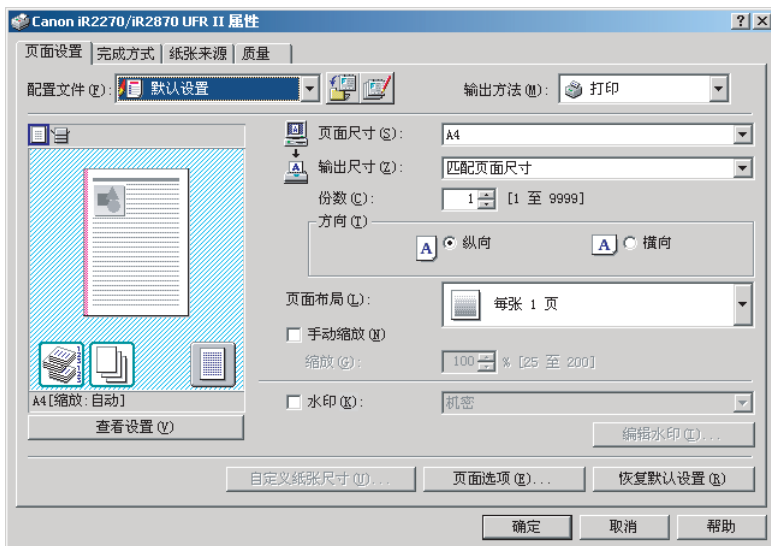 Canon iR2270/iR2870 UFR II 属性
页面设置 完成方式 纸张来源 质量
配置文件(F): 默认设置 输出方法(M): 打印
页面尺寸(S): A4
输出尺寸(Z): 匹配页面尺寸
份数(C): 1 [1 至 9999]
方向(T)
A 纵向 A 横向
页面布局(L): 每张 1 页
手动缩放(N)
缩放(G): 100 % [25 至 200]
A4[缩放:自动]
水印(K): 机密
查看设置(V)
编辑水印(I)...
自定义纸张尺寸(U)... 页面选项(E)... 恢复默认设置(R)
确定 取消 帮助